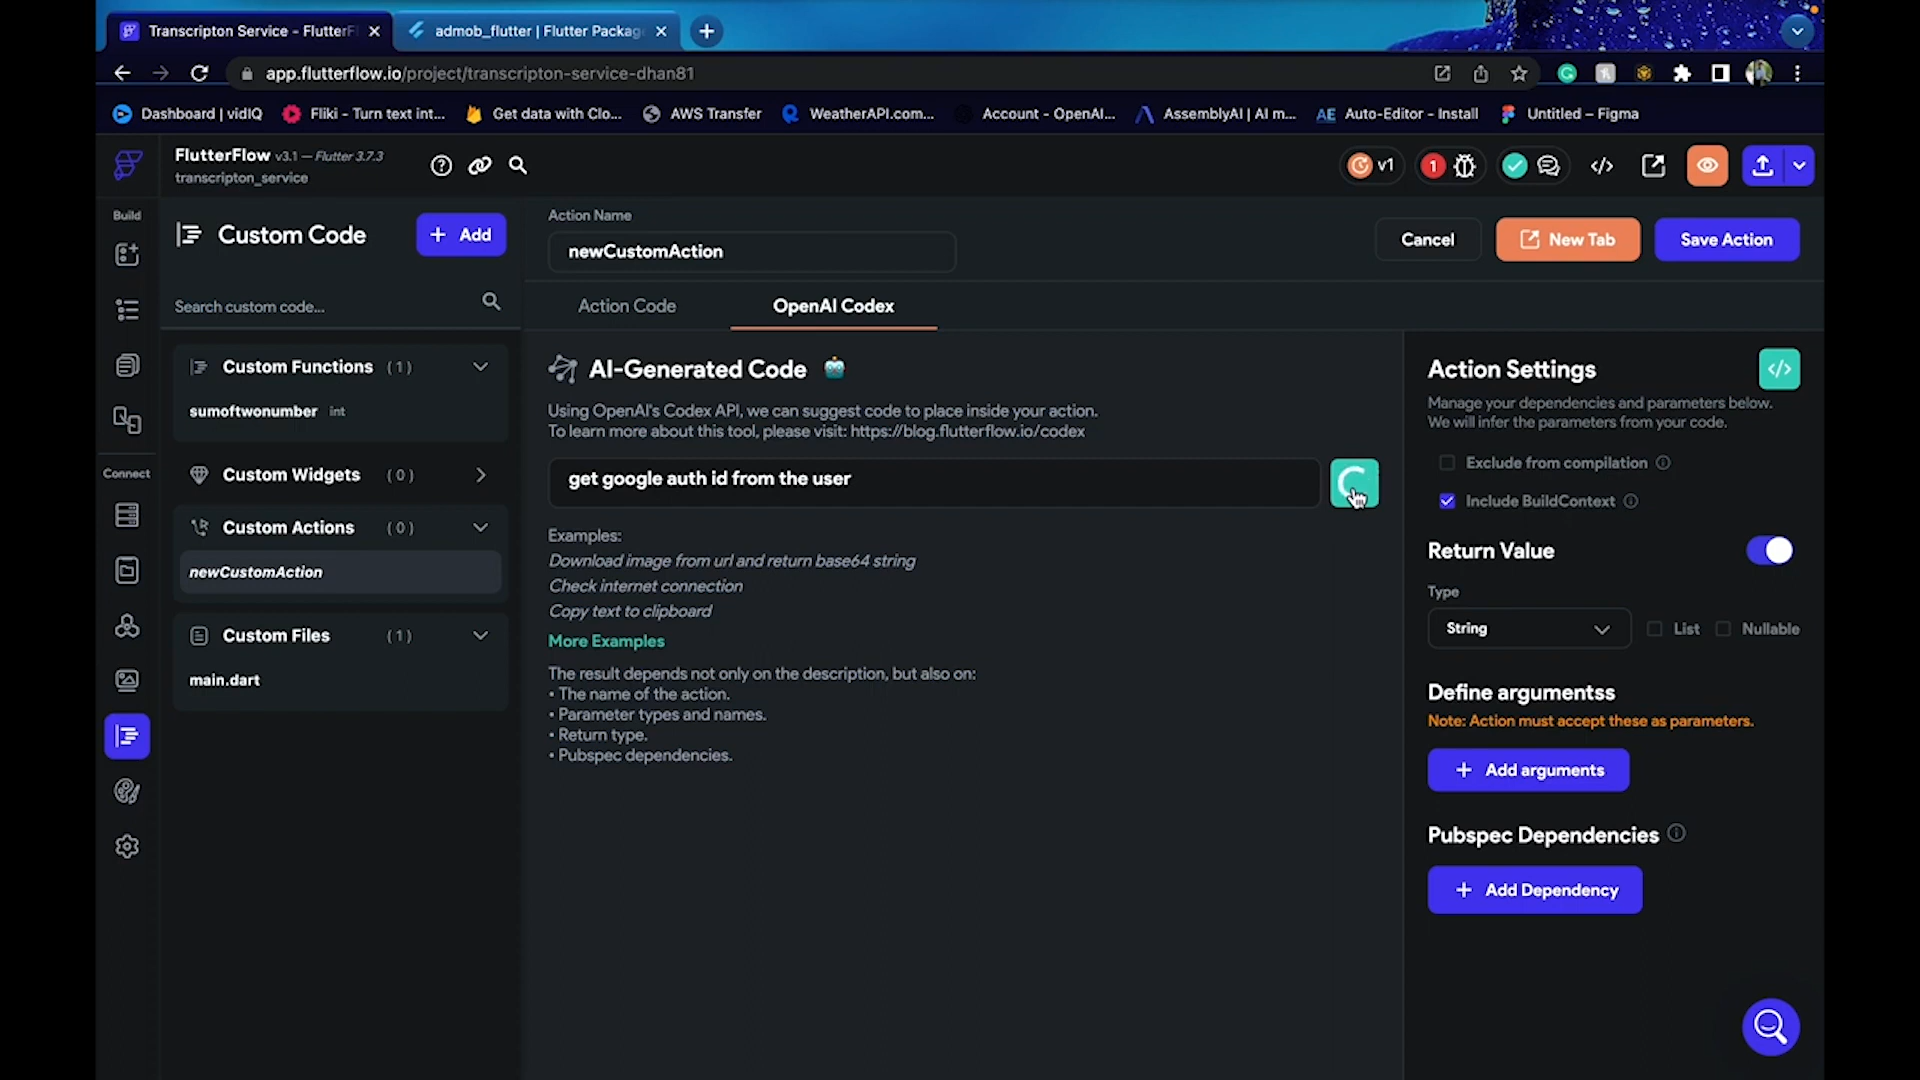 Transcripton Service - FlutterFl
admob_flutter | Flutter Packag
app.flutterflow.io/project/transcripton-service-dhan81
Dashboard | vidIQ
Fliki - Turn text int...
Get data with Clo...
AWS Transfer
WeatherAPI.com...
Account - OpenAI...
AssemblyAI | AI m...
AE Auto-Editor - Install
Untitled – Figma
FlutterFlow v3.1 — Flutter 3.7.3
transcripton_service
v1
1
Build
Connect
Custom Code
+ Add
Search custom code...
Custom Functions (1)
sumoftwonumber int
Custom Widgets (0)
Custom Actions (0)
newCustomAction
Custom Files (1)
main.dart
Action Name
newCustomAction
Cancel
New Tab
Save Action
Action Code
OpenAI Codex
AI-Generated Code
Using OpenAI's Codex API, we can suggest code to place inside your action.
To learn more about this tool, please visit: https://blog.flutterflow.io/codex
get google auth id from the user
Examples:
Download image from url and return base64 string
Check internet connection
Copy text to clipboard
More Examples
The result depends not only on the description, but also on:
• The name of the action.
• Parameter types and names.
• Return type.
• Pubspec dependencies.
Action Settings
Manage your dependencies and parameters below.
We will infer the parameters from your code.
Exclude from compilation
Include BuildContext
Return Value
Type
String
List
Nullable
Define argumentss
Note: Action must accept these as parameters.
+ Add arguments
Pubspec Dependencies
+ Add Dependency